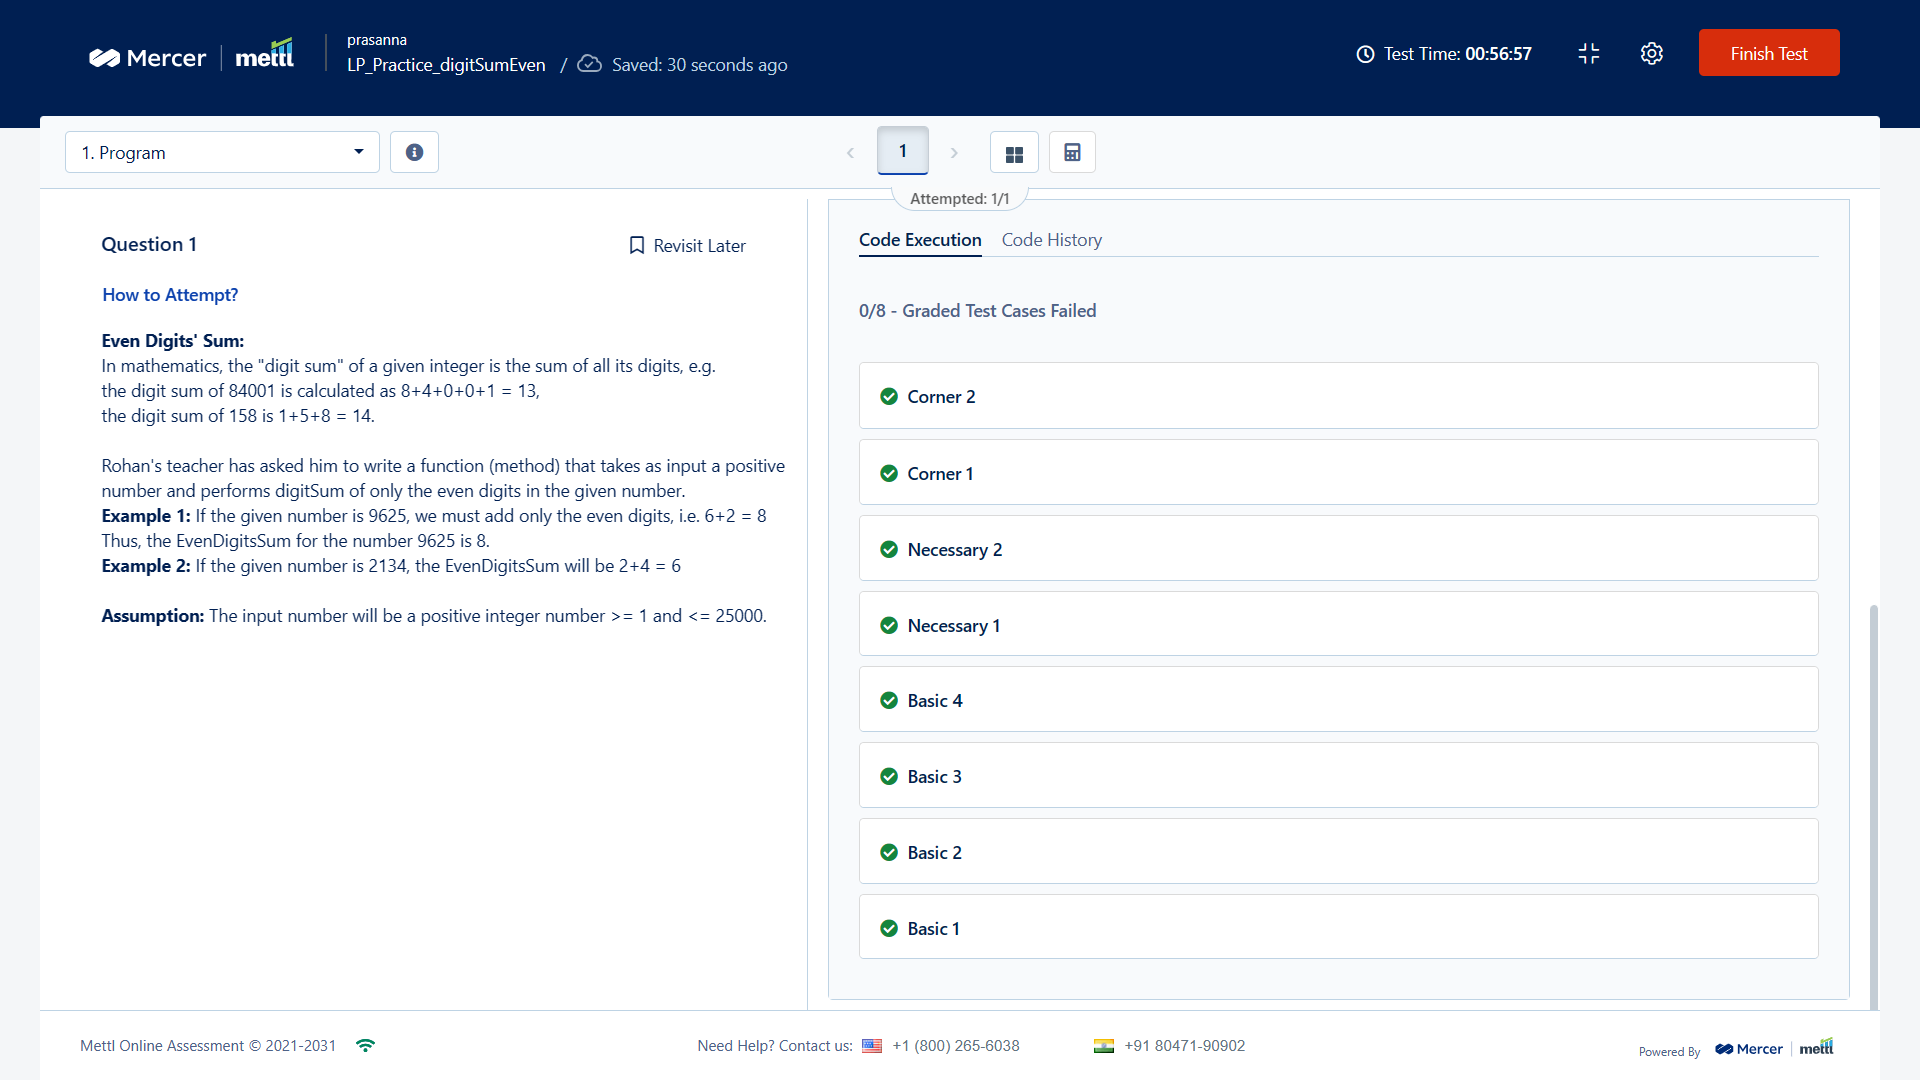 Mercer
mettl
prasanna
LP_Practice_digitSumEven / Saved: 30 seconds ago
Test Time: 00:56:57
Finish Test
1. Program
1
Attempted: 1/1
Question 1
Revisit Later
How to Attempt?
Even Digits' Sum:
In mathematics, the "digit sum" of a given integer is the sum of all its digits, e.g.
the digit sum of 84001 is calculated as 8+4+0+0+1 = 13,
the digit sum of 158 is 1+5+8 = 14.
Rohan's teacher has asked him to write a function (method) that takes as input a positive
number and performs digitSum of only the even digits in the given number.
Example 1: If the given number is 9625, we must add only the even digits, i.e. 6+2 = 8
Thus, the EvenDigitsSum for the number 9625 is 8.
Example 2: If the given number is 2134, the EvenDigitsSum will be 2+4 = 6
Assumption: The input number will be a positive integer number >= 1 and <= 25000.
Code Execution
Code History
0/8 - Graded Test Cases Failed
Corner 2
Corner 1
Necessary 2
Necessary 1
Basic 4
Basic 3
Basic 2
Basic 1
Mettl Online Assessment © 2021-2031
Need Help? Contact us: +1 (800) 265-6038
+91 80471-90902
Powered By Mercer mettl